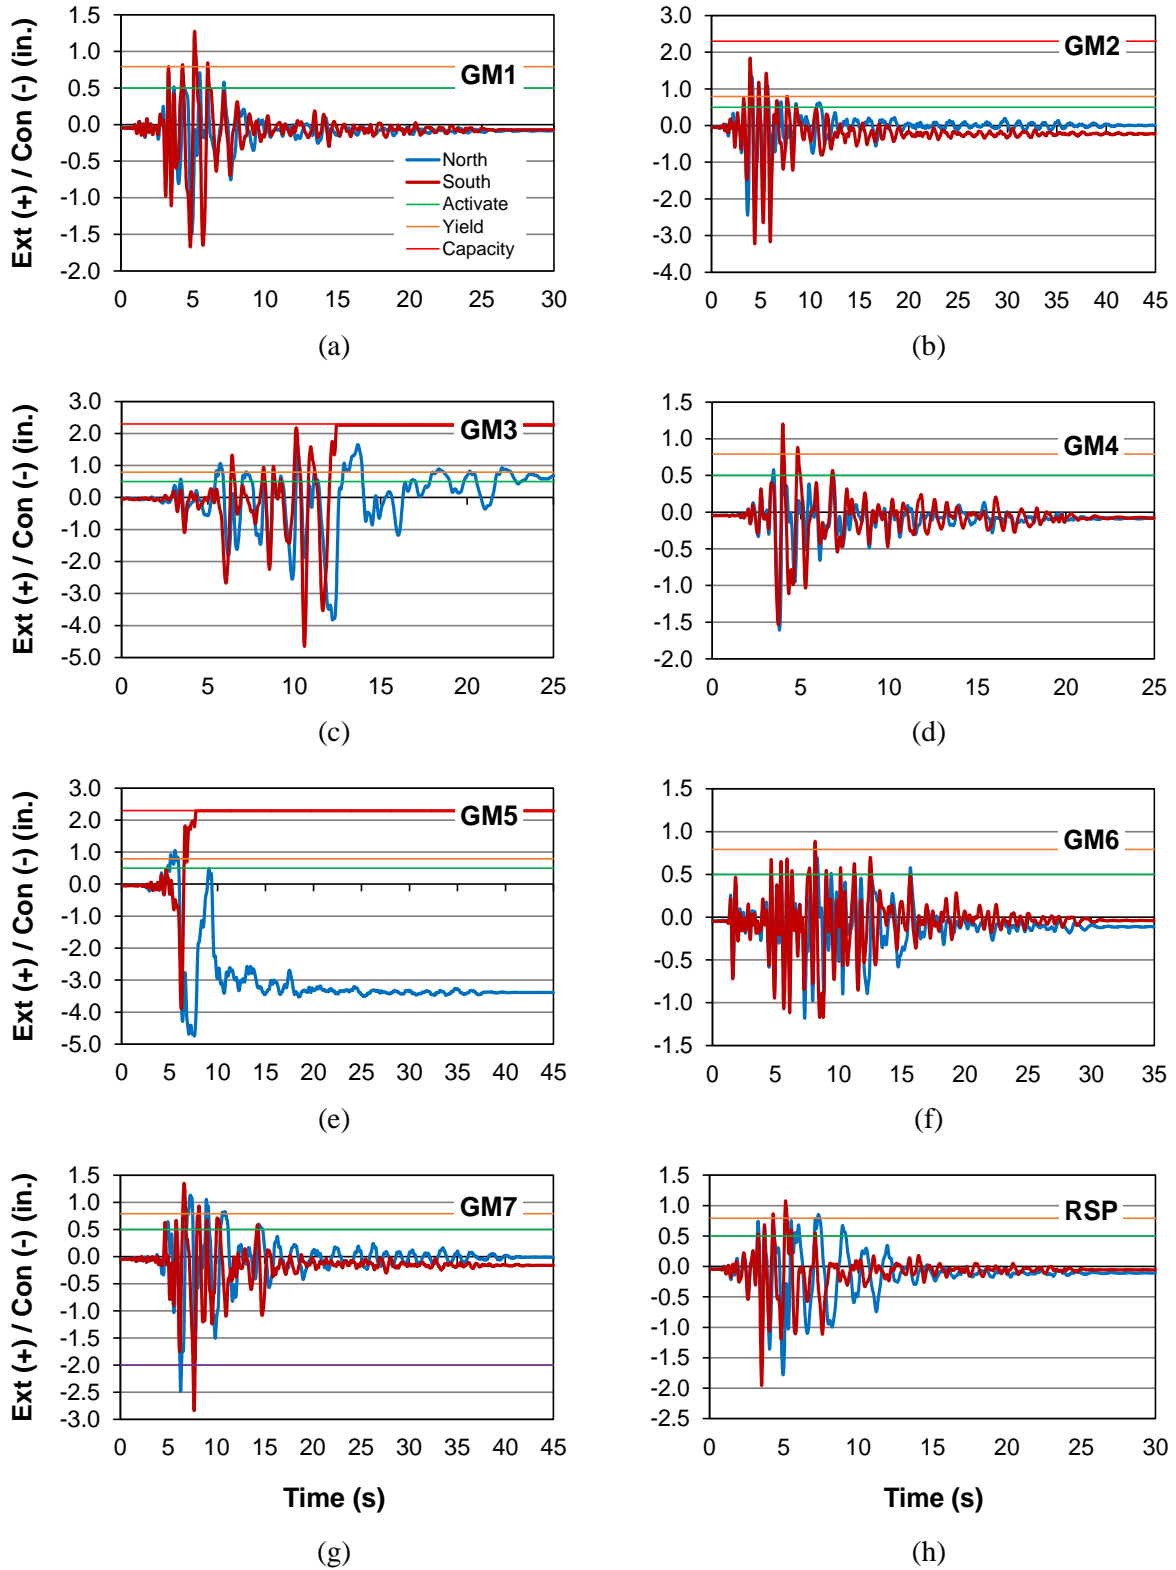 Ext (+) / Con (-) (in.)
1.5
1.0
0.5
0.0
-0.5
-1.0
-1.5
-2.0
GM1
North
South
Activate
Yield
Capacity
0 5 10 15 20 25 30
(a)
3.0
2.0
1.0
0.0
-1.0
-2.0
-3.0
4.0
GM2
0 5 10 15 20 25 30 35 40 45
(b)
Ext (+) / Con (-) (in.)
3.0
2.0
1.0
0.0
-1.0
-2.0
-3.0
-4.0
-5.0
GM3
0 5 10 15 20 25
(c)
1.5
1.0
0.5
0.0
-0.5
-1.0
-1.5
-2.0
GM4
0 5 10 15 20 25
(d)
Ext (+) / Con (-) (in.)
3.0
2.0
1.0
0.0
-1.0
-2.0
-3.0
-4.0
-5.0
GM5
0 5 10 15 20 25 30 35 40 45
(e)
1.5
1.0
0.5
0.0
-0.5
-1.0
-1.5
GM6
0 5 10 15 20 25 30 35
(f)
Ext (+) / Con (-) (in.)
1.5
1.0
0.5
0.0
-0.5
-1.0
-1.5
-2.0
-2.5
-3.0
GM7
0 5 10 15 20 25 30 35 40 45
Time (s)
(g)
1.5
1.0
0.5
0.0
-0.5
-1.0
-1.5
-2.0
-2.5
RSP
0 5 10 15 20 25 30
Time (s)
(h)